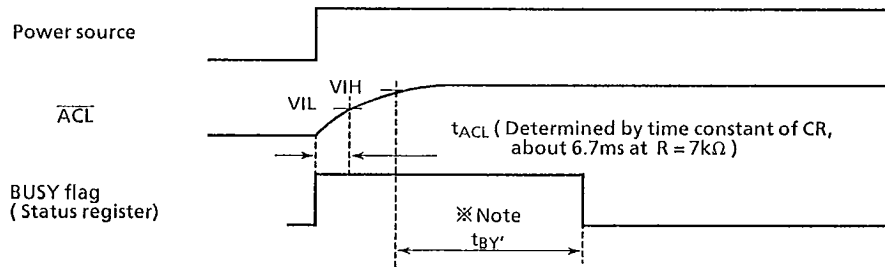 Power source
VIH
VIL
ACL
tACL ( Determined by time constant of CR,
about 6.7ms at R = 7kΩ )
BUSY flag
( Status register)
※Note
tBY'